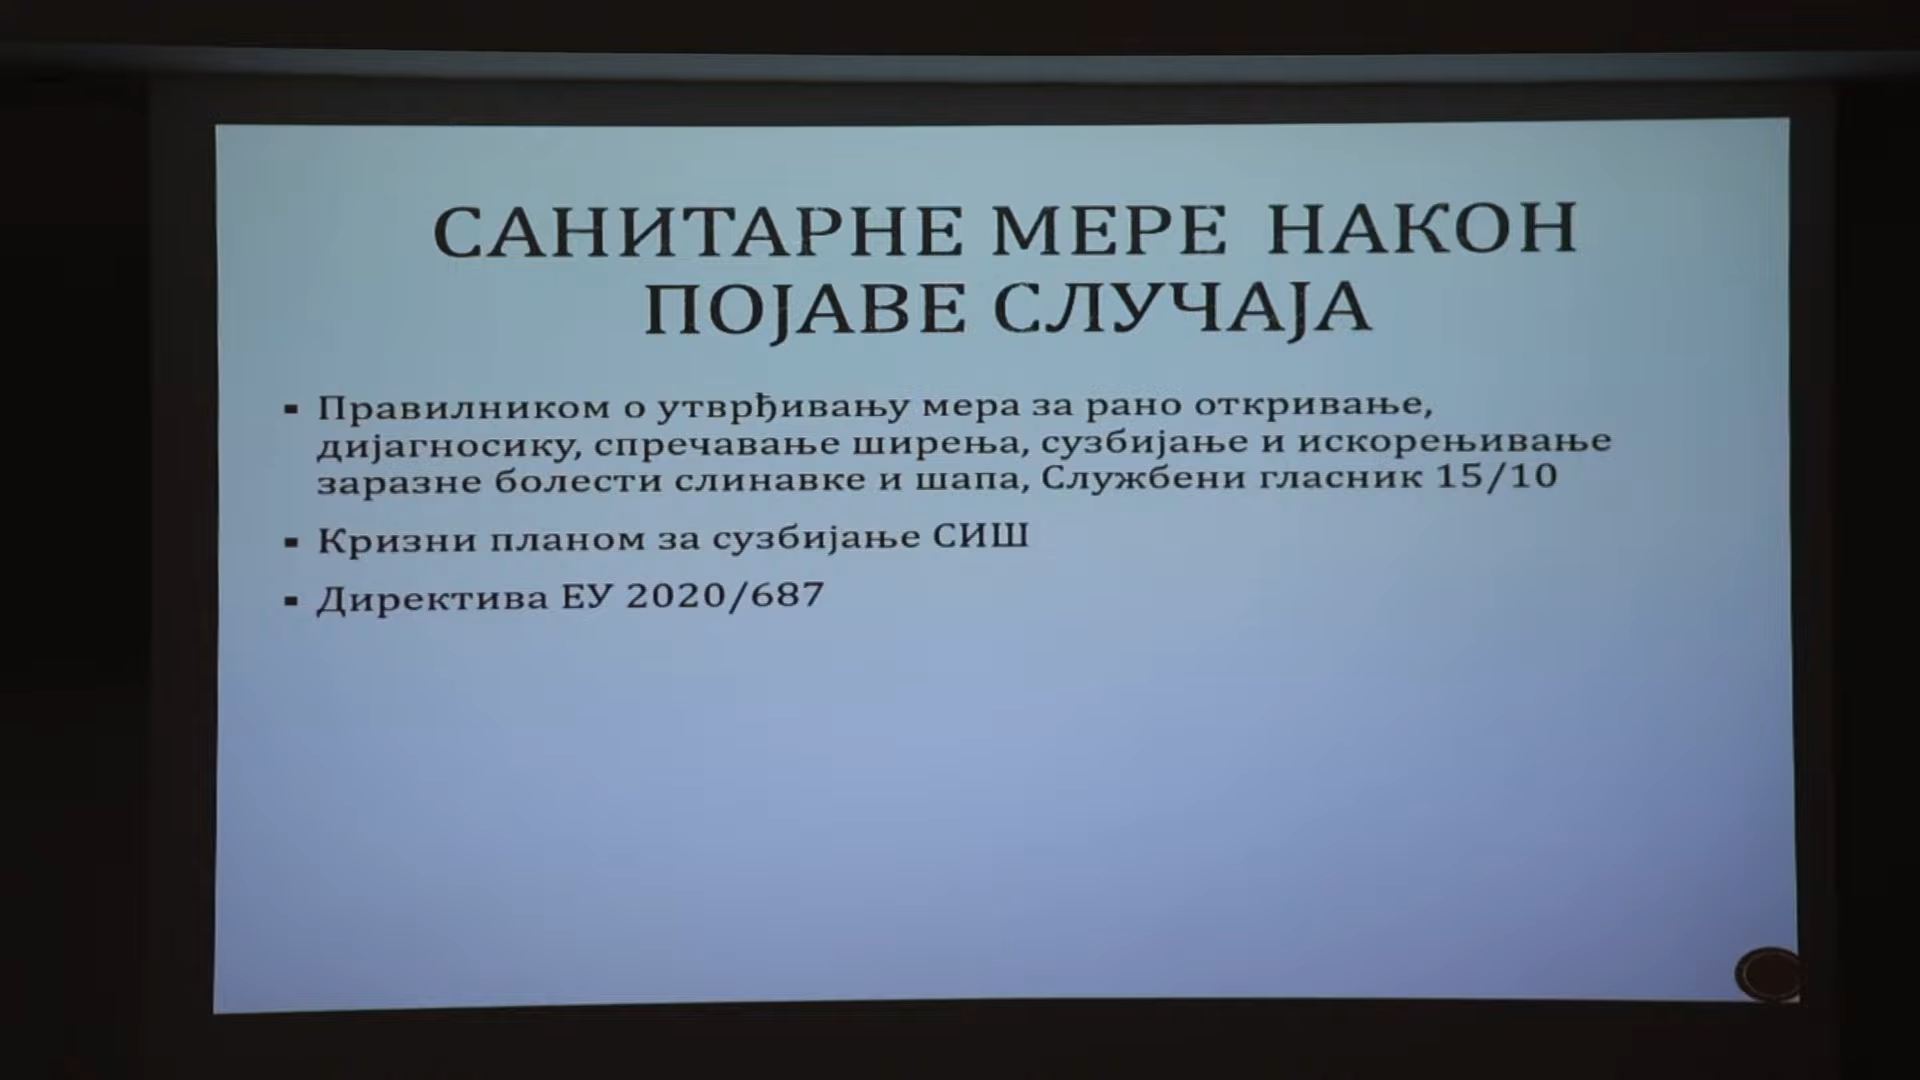 САНИТАРНЕ МЕРЕ НАКОН
ПОЈАВЕ СЛУЧАЈА
▪ Правилником о утврђивању мера за рано откривање,
дијагносику, спречавање ширења, сузбијање и искорењивање
заразне болести слинавке и шапа, Службени гласник 15/10
▪ Кризни планом за сузбијање СИШ
▪ Директива ЕУ 2020/687